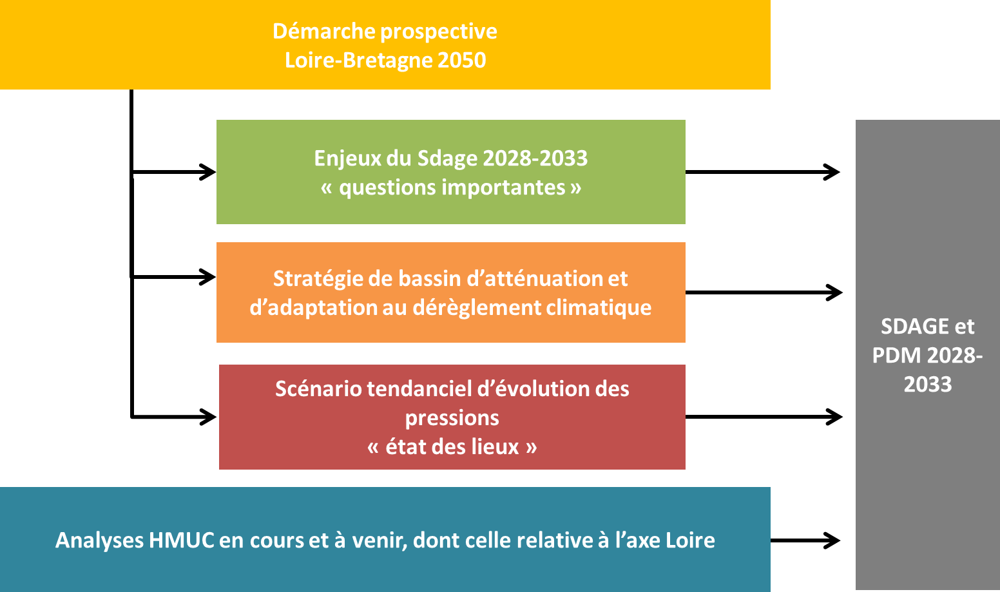 Démarche prospective
Loire-Bretagne 2050
Enjeux du Sdage 2028-2033
« questions importantes »
Stratégie de bassin d’atténuation et
d’adaptation au dérèglement climatique
Scénario tendanciel d’évolution des
pressions
« état des lieux »
SDAGE et
PDM 2028-
2033
Analyses HMUC en cours et à venir, dont celle relative à l’axe Loire